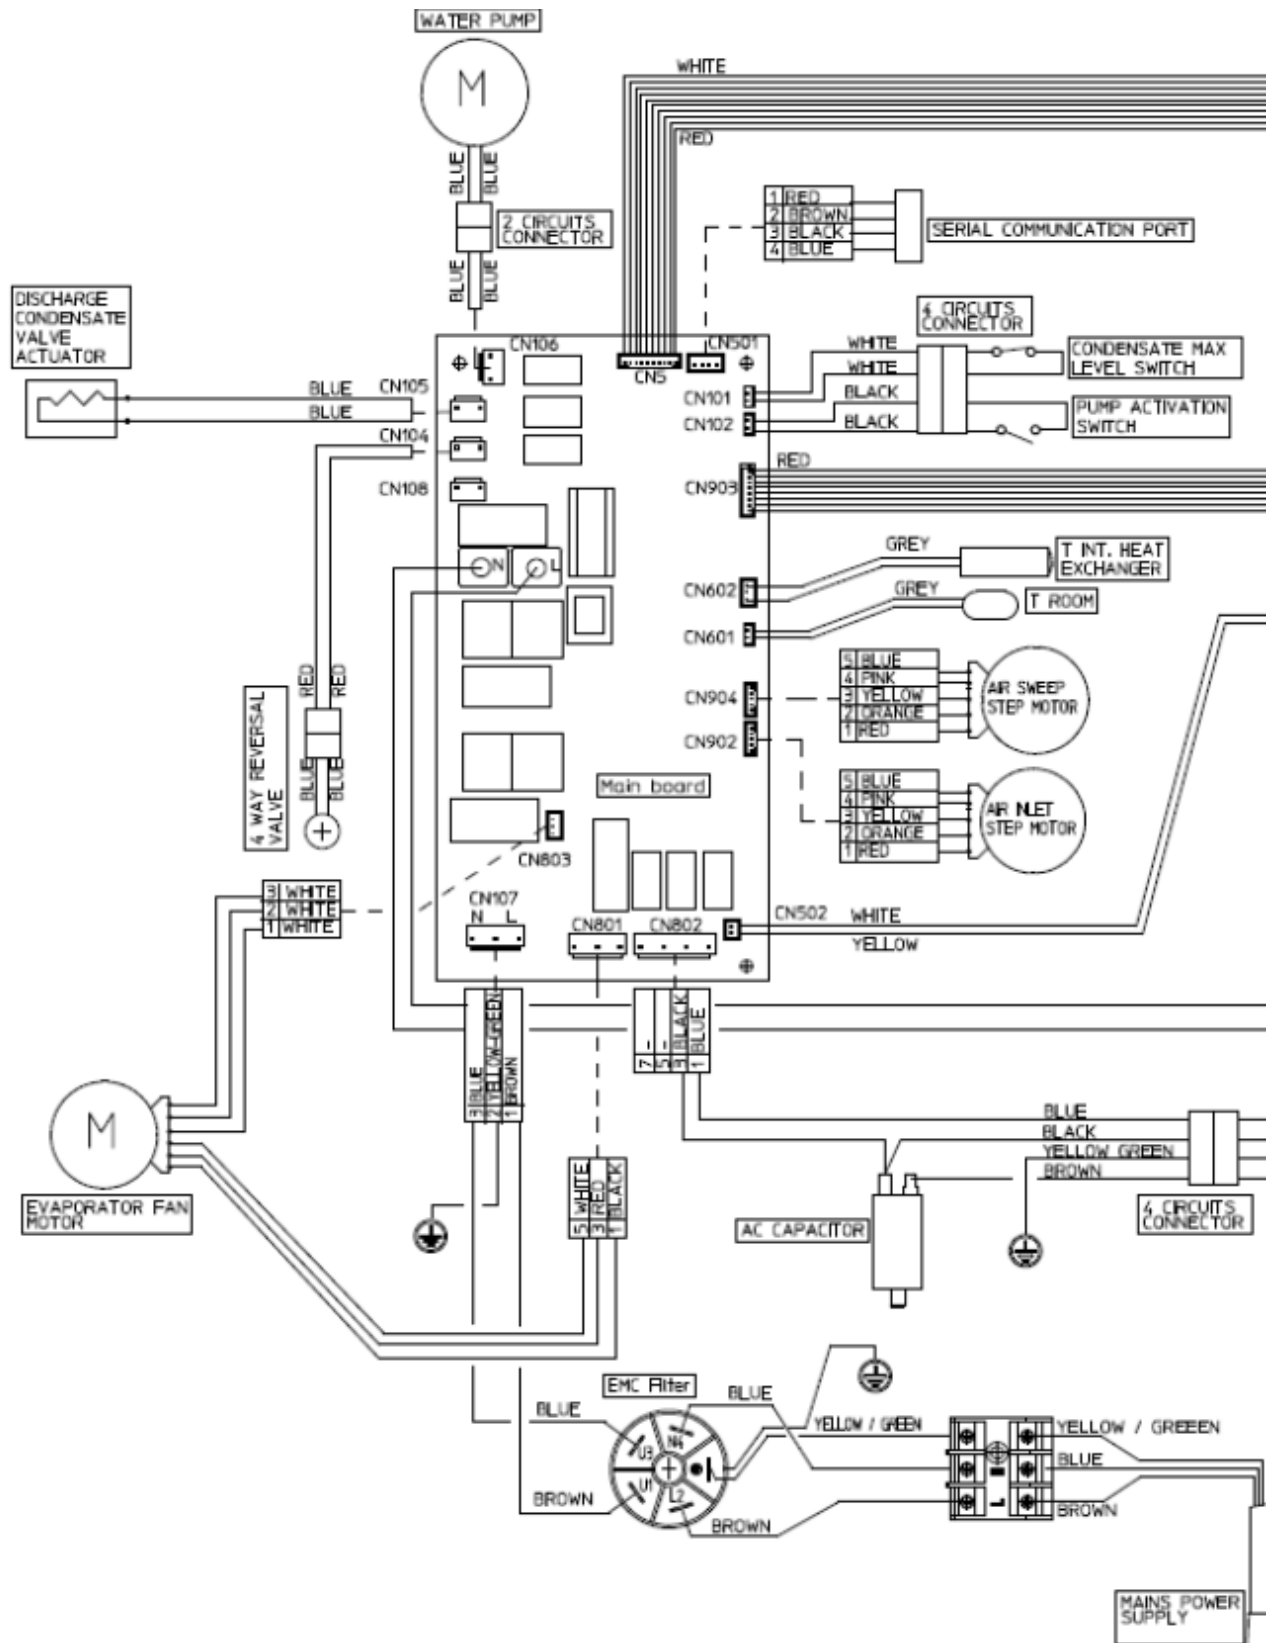 WATER PUMP
M
WHITE
RED
BLUE
BLUE
2 CIRCUITS
CONNECTOR
BLUE
BLUE
1 RED
2 BROWN
3 BLACK
4 BLUE
SERIAL COMMUNICATION PORT
DISCHARGE
CONDENSATE
VALVE
ACTUATOR
BLUE
BLUE
CN105
CN104
CN108
CN106
CN5
CN501
CN101
CN102
WHITE
WHITE
BLACK
BLACK
4 CIRCUITS
CONNECTOR
CONDENSATE MAX
LEVEL SWITCH
PUMP ACTIVATION
SWITCH
RED
CN903
N
L
GREY
T INT. HEAT
EXCHANGER
CN602
GREY
T ROOM
CN601
RED
RED
BLUE
BLUE
4 WAY REVERSAL
VALVE
CN904
5 BLUE
4 PINK
3 YELLOW
2 ORANGE
1 RED
AIR SWEEP
STEP MOTOR
CN902
5 BLUE
4 PINK
3 YELLOW
2 ORANGE
1 RED
AIR INLET
STEP MOTOR
Main board
CN803
3 WHITE
2 WHITE
1 WHITE
CN107
N L
CN801
CN802
CN502
WHITE
YELLOW
3 BLUE
2 YELLOW-GREEN
1 BROWN
7 -
5 -
3 BLACK
1 BLUE
M
EVAPORATOR FAN
MOTOR
5 WHITE
3 RED
1 BLACK
BLUE
BLACK
YELLOW GREEN
BROWN
AC CAPACITOR
4 CIRCUITS
CONNECTOR
EMC Filter
BLUE
BLUE
YELLOW / GREEN
N4
U3
U1
L2
BROWN
BROWN
YELLOW / GREEEN
BLUE
BROWN
N
L
MAINS POWER
SUPPLY